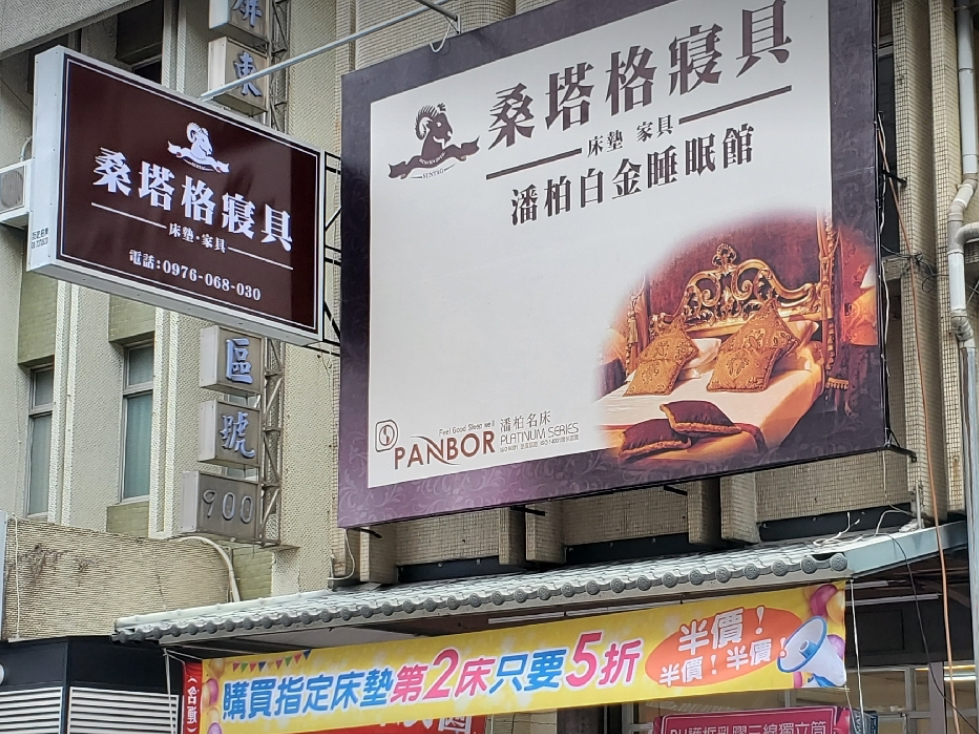 屏
東
區
號
900
桑塔格寢具
床墊·家具
電話:0976-068-030
桑塔格寢具
床墊 家具
潘柏白金睡眠館
SUNTAG
Feel Good Sleep well
PANBOR
潘柏名床
PLATINUM SERIES
購買指定床墊第2床只要5折
半價!
半價!半價!